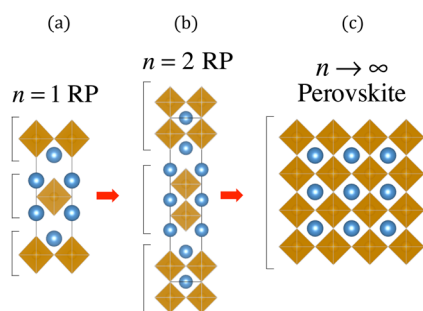 (a)
n = 1 RP
(b)
n = 2 RP
(c)
n → ∞
Perovskite